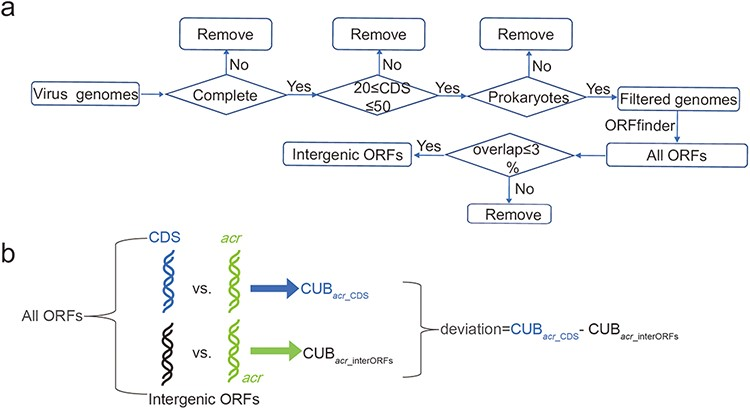 a
Remove
Remove
Remove
No
No
No
Virus genomes
Complete
Yes
20≤CDS
≤50
Yes
Prokaryotes
Yes
Filtered genomes
ORFfinder
Intergenic ORFs
Yes
overlap≤3
%
All ORFs
No
Remove
b
CDS
acr
vs.
CUBacr_CDS
All ORFs
deviation=CUBacr_CDS- CUBacr_interORFs
vs.
CUBacr_interORFs
acr
Intergenic ORFs